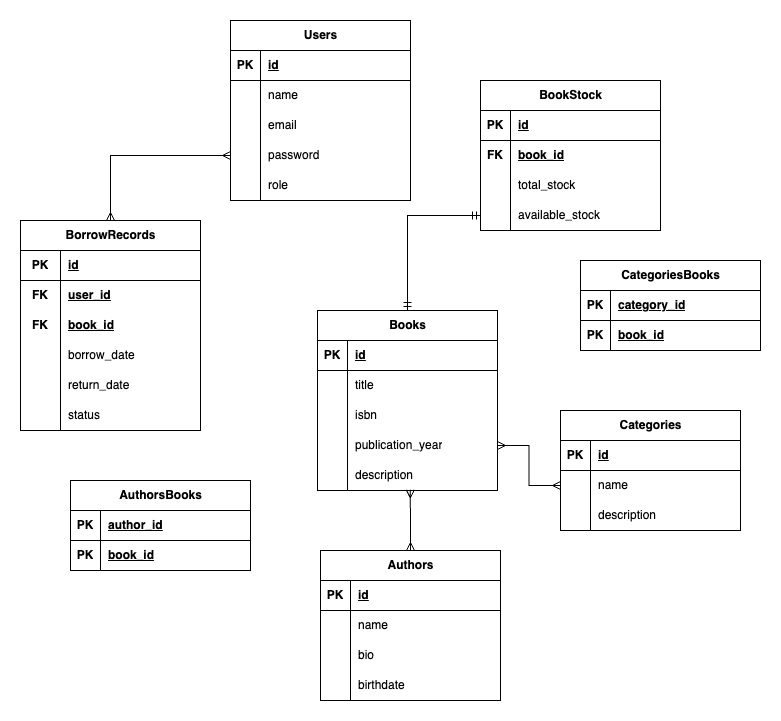 Users
PK id
name
email
password
role
BookStock
PK id
FK book_id
total_stock
available_stock
BorrowRecords
PK id
FK user_id
FK book_id
borrow_date
return_date
status
CategoriesBooks
PK category_id
PK book_id
Books
PK id
title
isbn
publication_year
description
Categories
PK id
name
description
AuthorsBooks
PK author_id
PK book_id
Authors
PK id
name
bio
birthdate